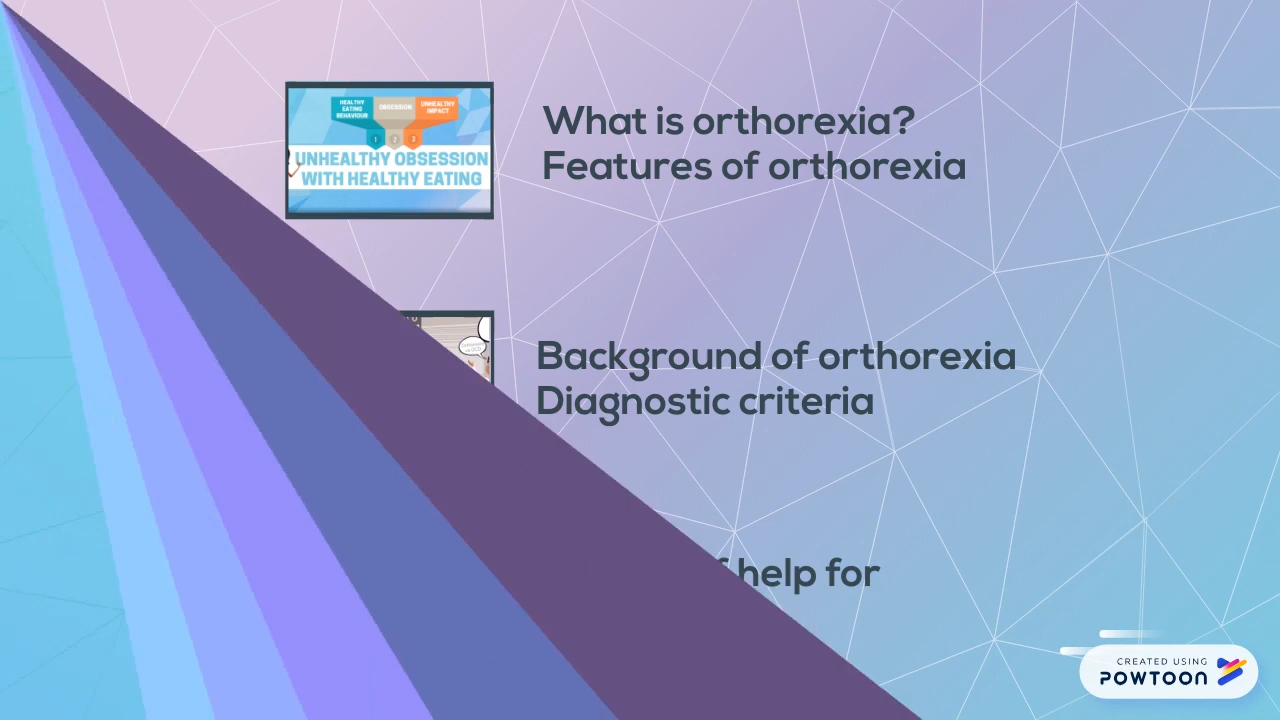 HEALTHY
EATING
BEHAVIOUR
OBSESSION
UNHEALTHY
IMPACT
1
2
3
UNHEALTHY OBSESSION
WITH HEALTHY EATING
What is orthorexia?
Features of orthorexia
Background of orthorexia
Diagnostic criteria
help for
CREATED USING
POWTOON